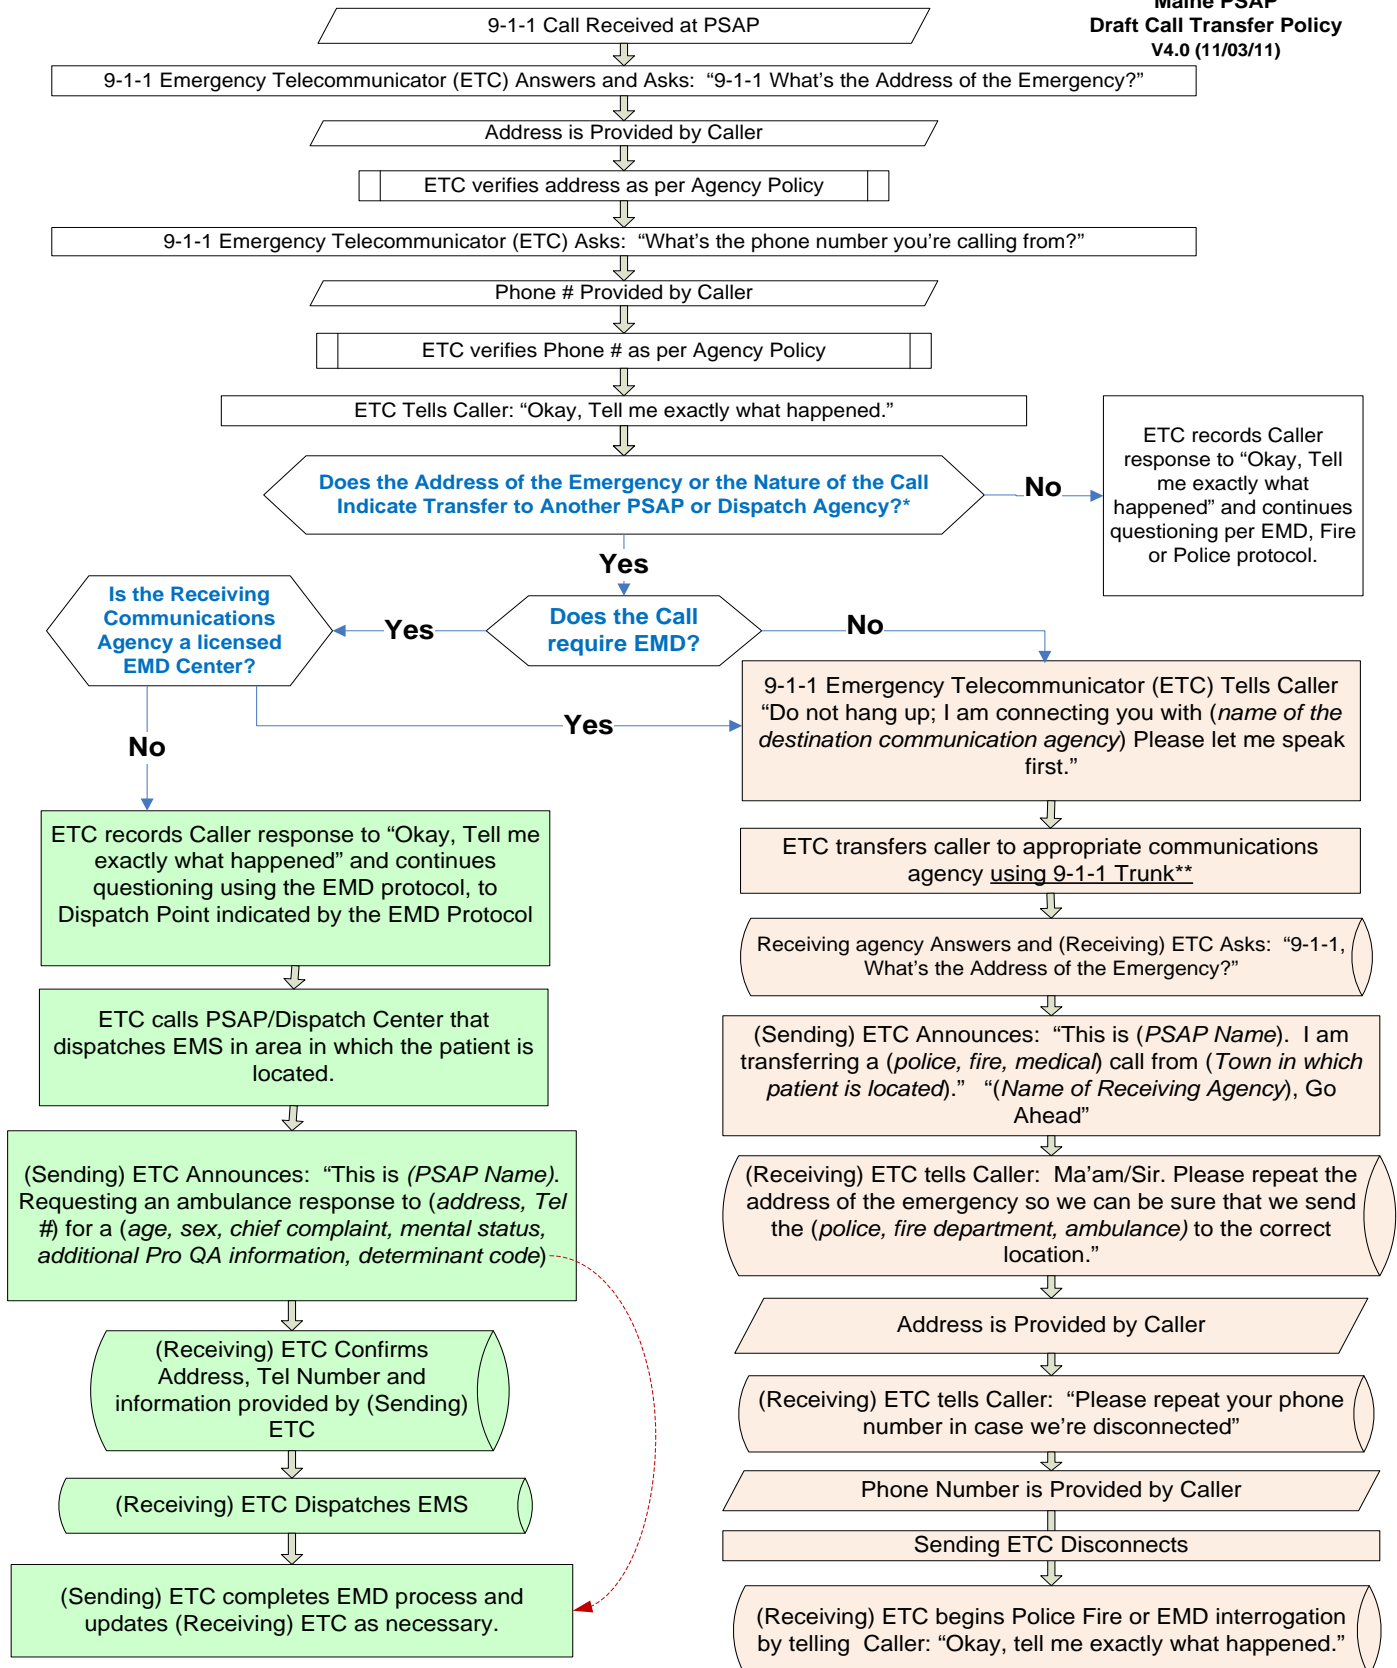 Maine PSAP
Draft Call Transfer Policy
V4.0 (11/03/11)
9-1-1 Call Received at PSAP
9-1-1 Emergency Telecommunicator (ETC) Answers and Asks: “9-1-1 What’s the Address of the Emergency?”
Address is Provided by Caller
ETC verifies address as per Agency Policy
9-1-1 Emergency Telecommunicator (ETC) Asks: “What’s the phone number you’re calling from?”
Phone # Provided by Caller
ETC verifies Phone # as per Agency Policy
ETC Tells Caller: “Okay, Tell me exactly what happened.”
Does the Address of the Emergency or the Nature of the Call
Indicate Transfer to Another PSAP or Dispatch Agency?*
No
ETC records Caller
response to “Okay, Tell
me exactly what
happened” and continues
questioning per EMD, Fire
or Police protocol.
Yes
Does the Call
require EMD?
Yes
No
Is the Receiving
Communications
Agency a licensed
EMD Center?
No
Yes
ETC records Caller response to “Okay, Tell me
exactly what happened” and continues
questioning using the EMD protocol, to
Dispatch Point indicated by the EMD Protocol
ETC calls PSAP/Dispatch Center that
dispatches EMS in area in which the patient is
located.
(Sending) ETC Announces: “This is (PSAP Name).
Requesting an ambulance response to (address, Tel
#) for a (age, sex, chief complaint, mental status,
additional Pro QA information, determinant code)
(Receiving) ETC Confirms
Address, Tel Number and
information provided by (Sending)
ETC
(Receiving) ETC Dispatches EMS
(Sending) ETC completes EMD process and
updates (Receiving) ETC as necessary.
9-1-1 Emergency Telecommunicator (ETC) Tells Caller
“Do not hang up; I am connecting you with (name of the
destination communication agency) Please let me speak
first.”
ETC transfers caller to appropriate communications
agency using 9-1-1 Trunk**
Receiving agency Answers and (Receiving) ETC Asks: “9-1-1,
What’s the Address of the Emergency?”
(Sending) ETC Announces: “This is (PSAP Name). I am
transferring a (police, fire, medical) call from (Town in which
patient is located).” “(Name of Receiving Agency), Go
Ahead”
(Receiving) ETC tells Caller: Ma’am/Sir. Please repeat the
address of the emergency so we can be sure that we send
the (police, fire department, ambulance) to the correct
location.”
Address is Provided by Caller
(Receiving) ETC tells Caller: “Please repeat your phone
number in case we’re disconnected”
Phone Number is Provided by Caller
Sending ETC Disconnects
(Receiving) ETC begins Police Fire or EMD interrogation
by telling Caller: “Okay, tell me exactly what happened.”